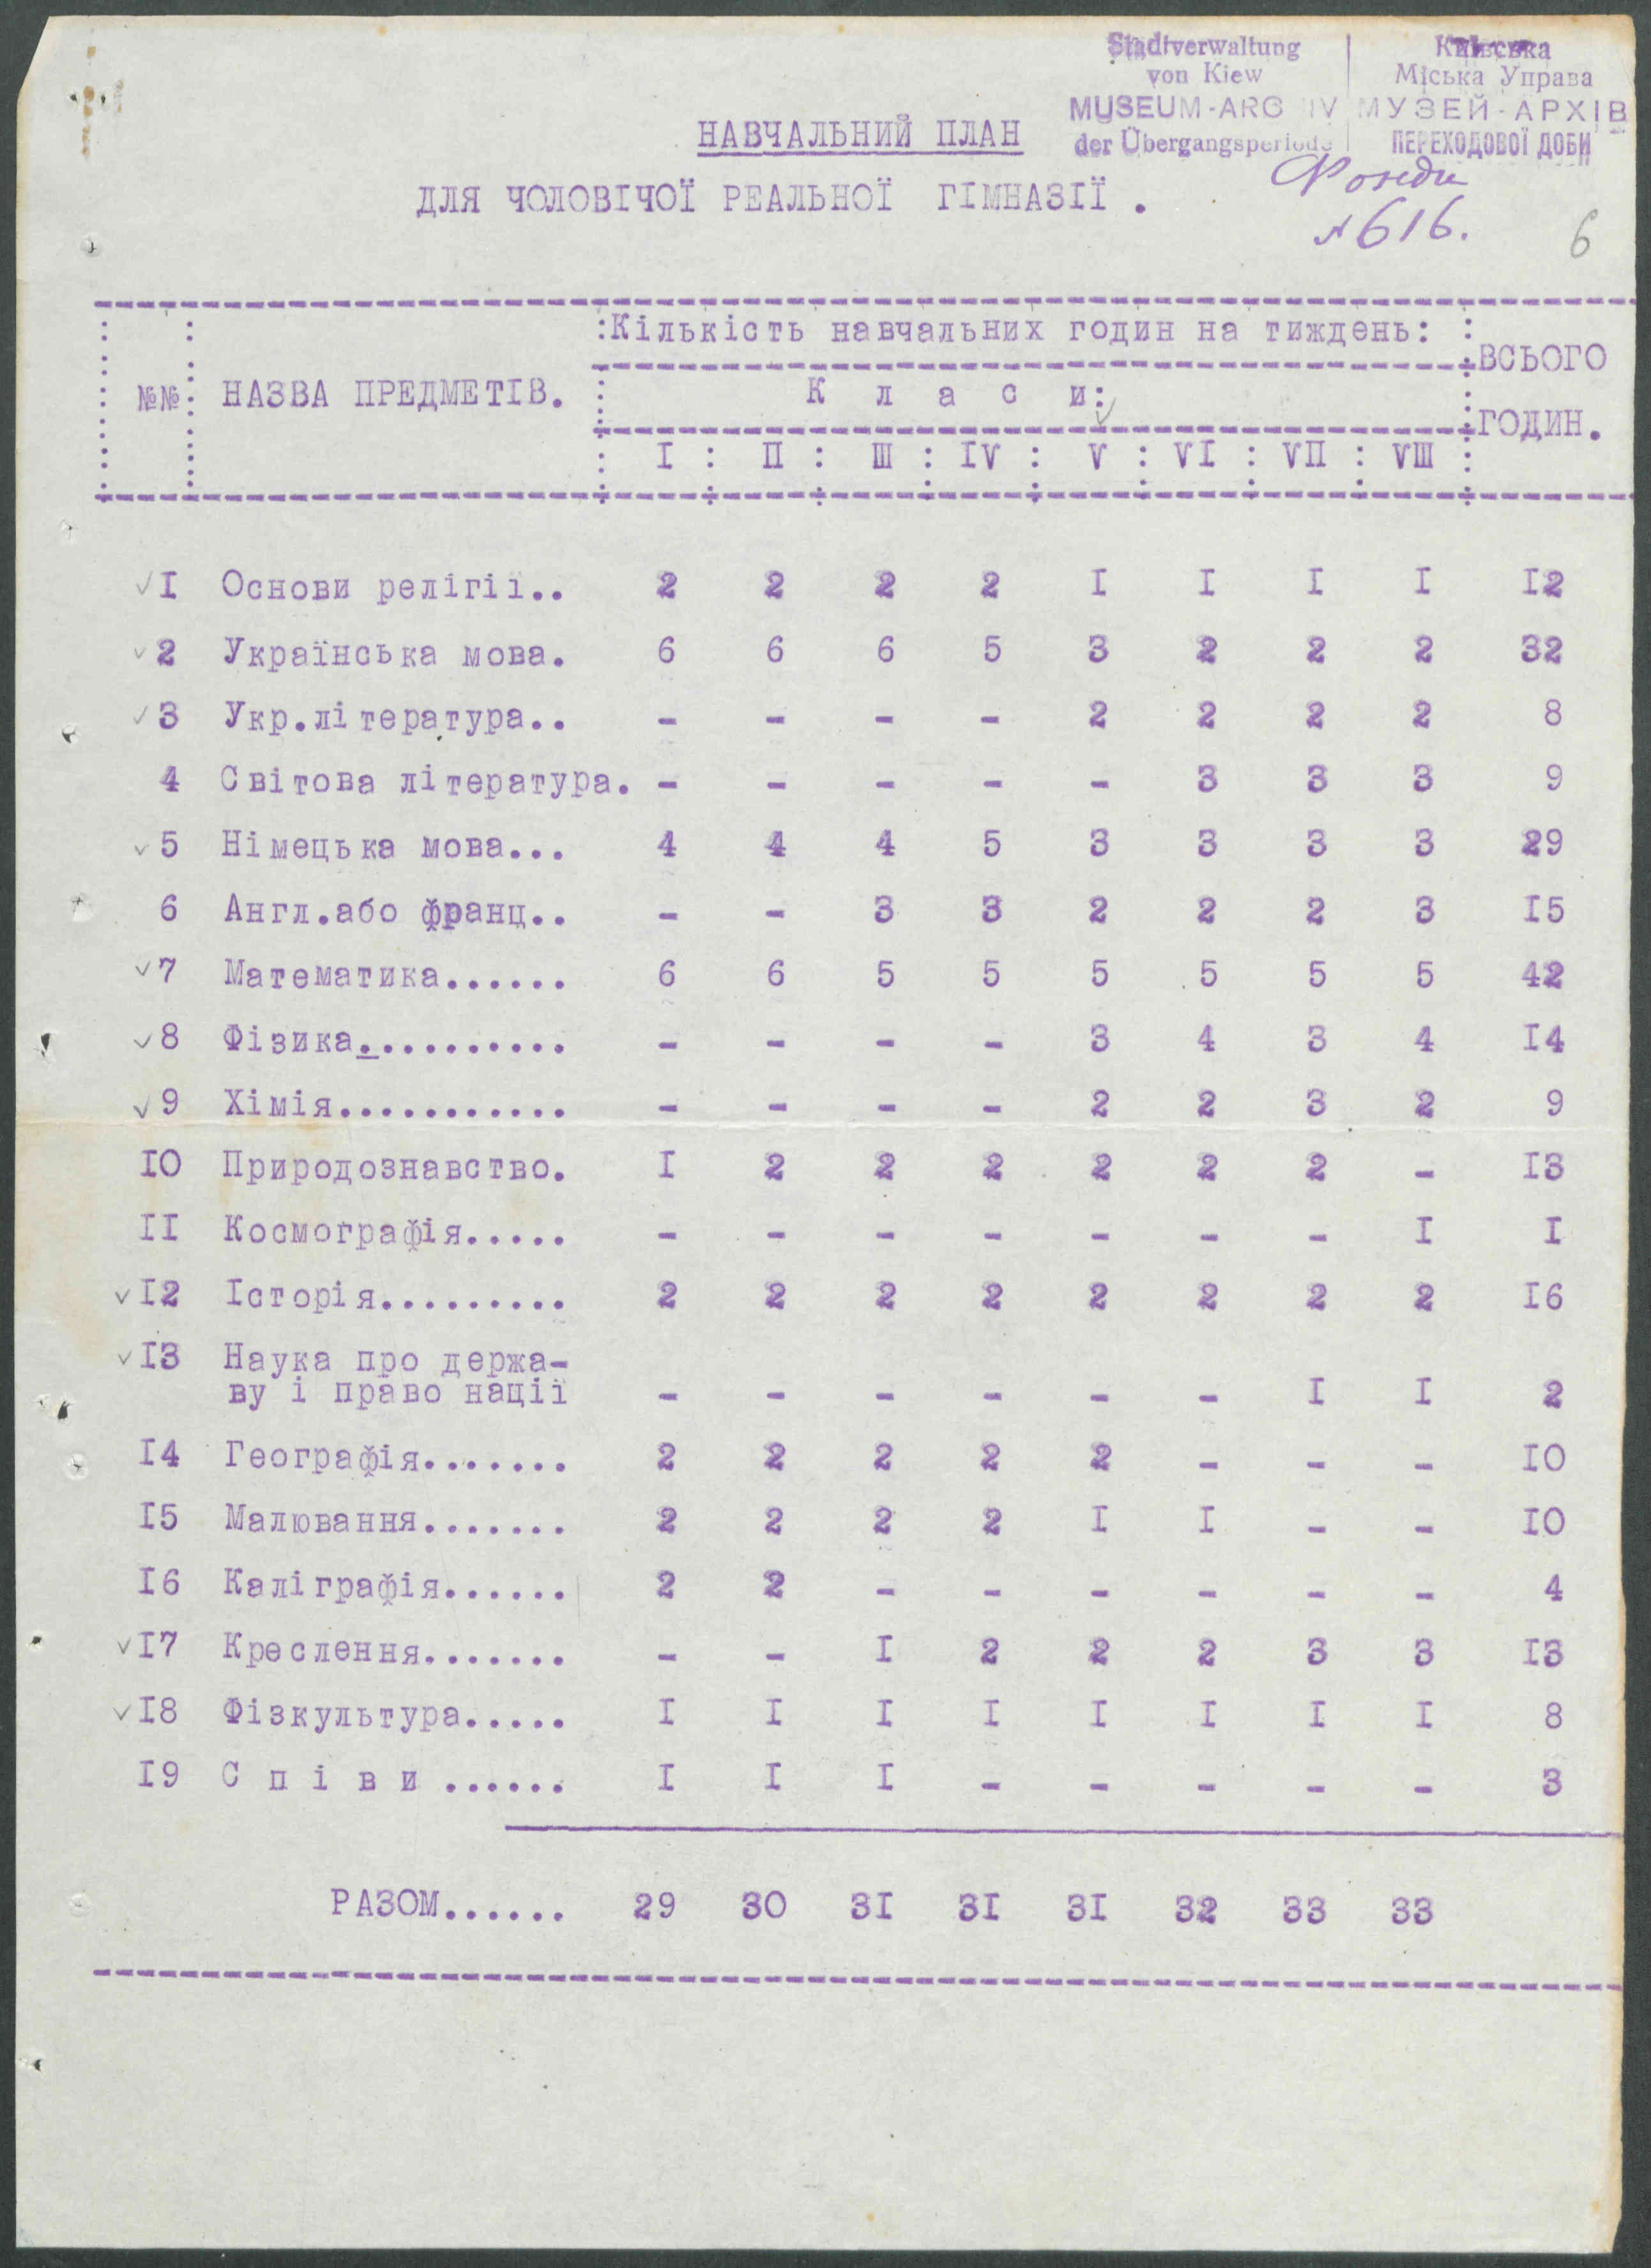 Stadtverwaltung
von Kiew
MUSEUM-ARCHIV
der Übergangsperiode
Київська
Міська Управа
МУЗЕЙ-АРХІВ
ПЕРЕХОДОВОЇ ДОБИ
№ 616.
6
НАВЧАЛЬНИЙ ПЛАН
ДЛЯ ЧОЛОВІЧОЇ РЕАЛЬНОЇ ГІМНАЗІЇ .
№№ НАЗВА ПРЕДМЕТІВ. :Кількість навчальних годин на тиждень: ВСЬОГО ГОДИН.
К л а с и:
I : П : Ш : IV : V : VI : VП : VШ :
I Основи релігії.. 2 2 2 2 I I I I I2
2 Українська мова. 6 6 6 5 3 2 2 2 32
3 Укр.література.. - - - - 2 2 2 2 8
4 Світова література. - - - - - 3 3 3 9
5 Німецька мова... 4 4 4 5 3 3 3 3 29
6 Англ.або франц.. - - 3 3 2 2 2 3 I5
7 Математика...... 6 6 5 5 5 5 5 5 42
8 Фізика.......... - - - - 3 4 3 4 I4
9 Хімія........... - - - - 2 2 3 2 9
IO Природознавство. I 2 2 2 2 2 2 - I3
II Космографія..... - - - - - - - I I
I2 Історія......... 2 2 2 2 2 2 2 2 I6
I3 Наука про держа-
ву і право нації - - - - - - I I 2
I4 Географія....... 2 2 2 2 2 - - - IO
I5 Малювання....... 2 2 2 2 I I - - IO
I6 Каліграфія...... 2 2 - - - - - - 4
I7 Креслення....... - - I 2 2 2 3 3 I3
I8 Фізкультура..... I I I I I I I I 8
I9 С п і в и ...... I I I - - - - - 3
РАЗОМ...... 29 30 3I 3I 3I 32 33 33